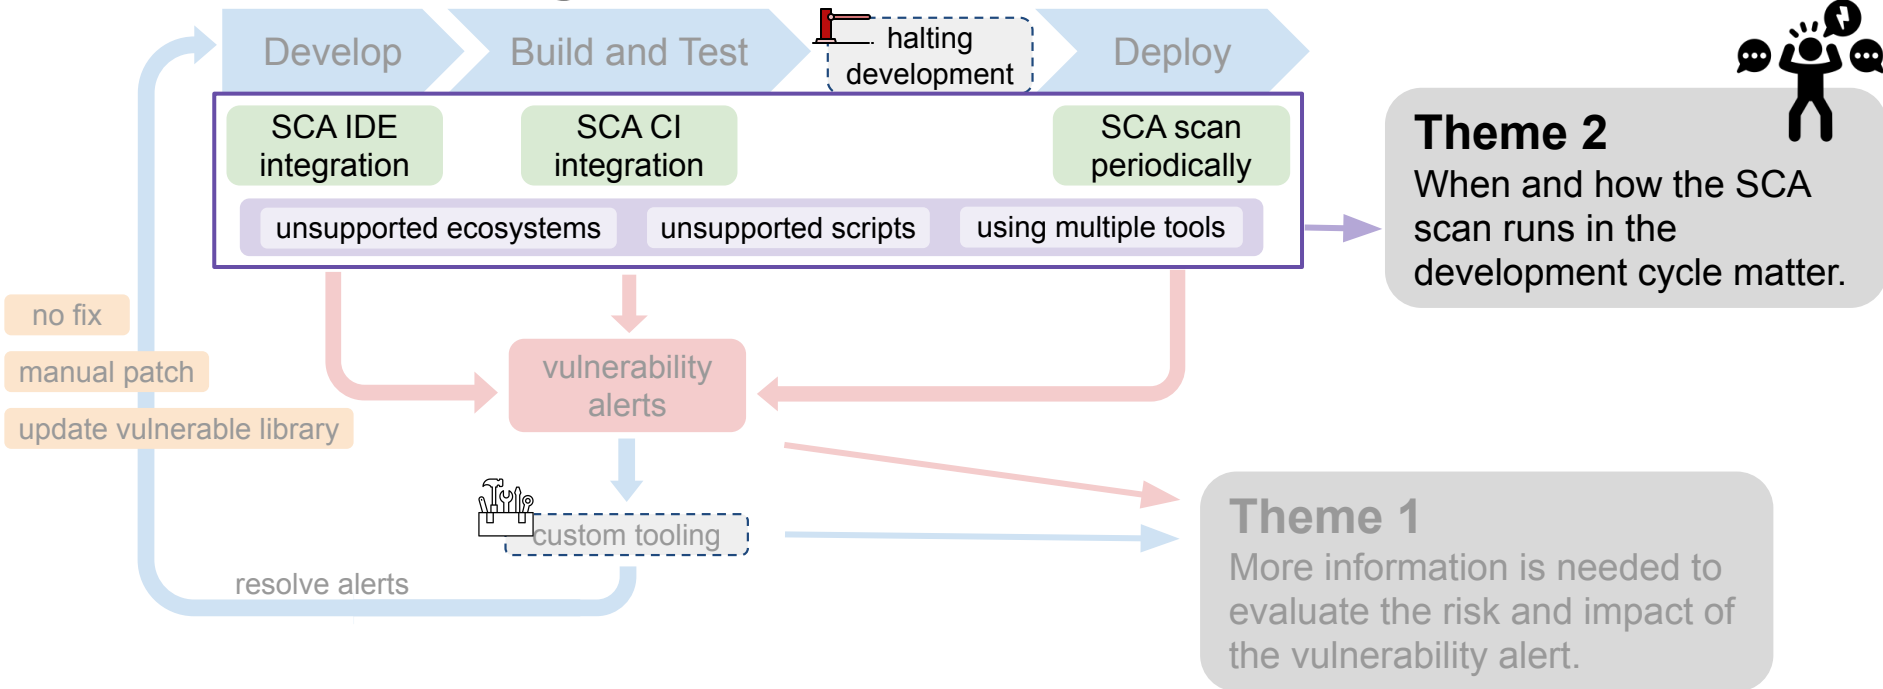 Develop
Build and Test
halting
development
Deploy
SCA IDE
integration
SCA CI
integration
SCA scan
periodically
unsupported ecosystems
unsupported scripts
using multiple tools
Theme 2
When and how the SCA
scan runs in the
development cycle matter.
no fix
manual patch
update vulnerable library
vulnerability
alerts
custom tooling
resolve alerts
Theme 1
More information is needed to
evaluate the risk and impact of
the vulnerability alert.